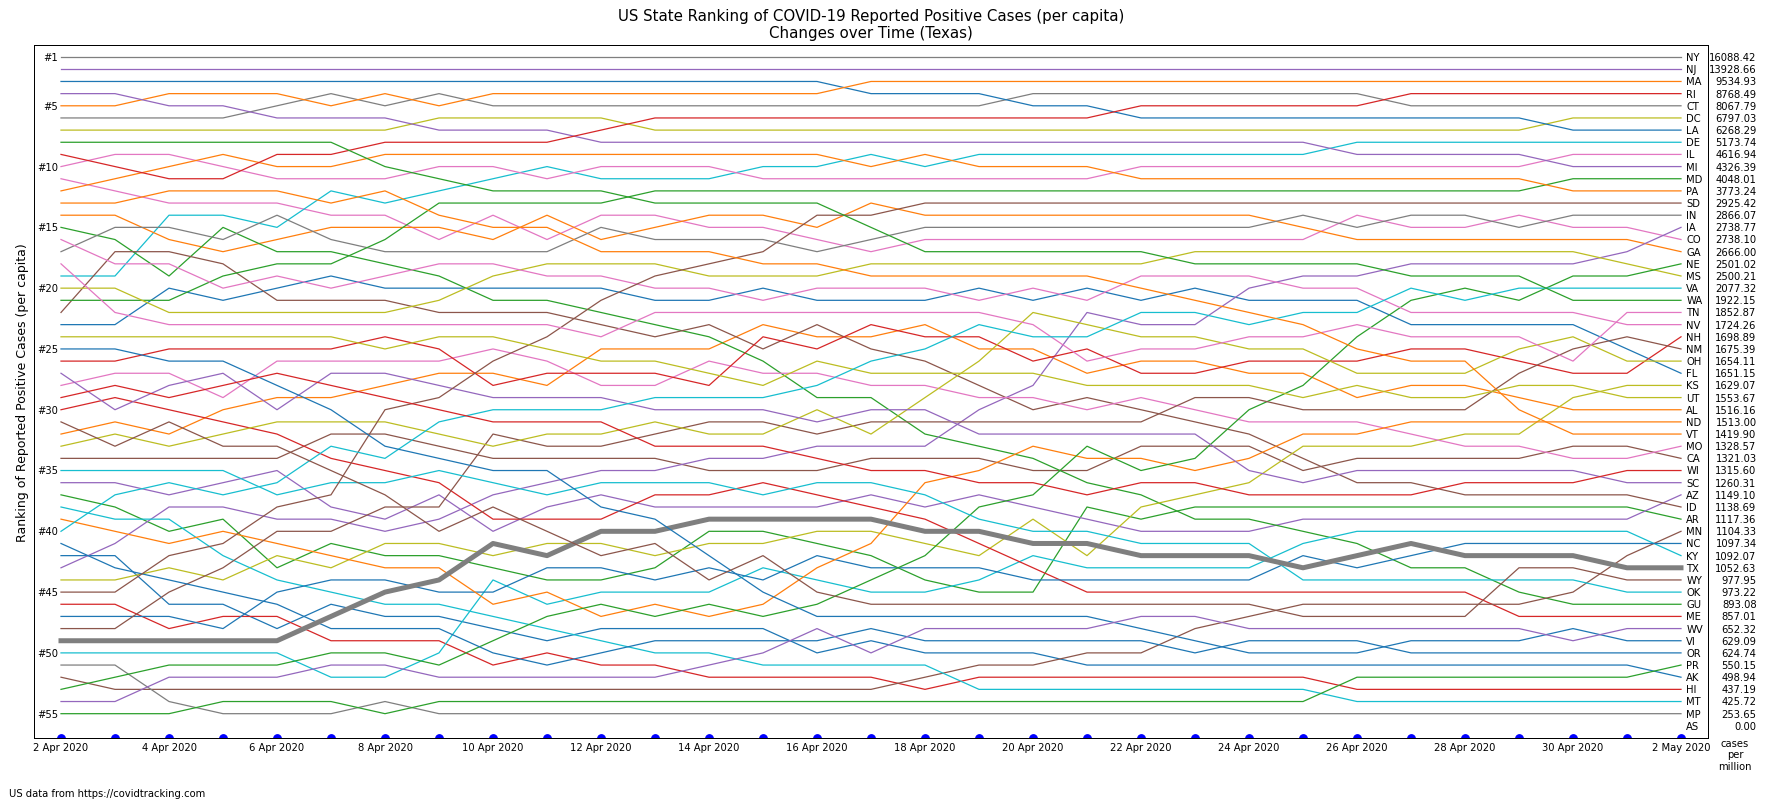 US State Ranking of COVID-19 Reported Positive Cases (per capita)
Changes over Time (Texas)
Ranking of Reported Positive Cases (per capita)
#1
#5
#10
#15
#20
#25
#30
#35
#40
#45
#50
#55
NY 16088.42
NJ 13928.66
MA 9534.93
RI 8768.49
CT 8067.79
DC 6797.03
LA 6268.29
DE 5173.74
IL 4616.94
MI 4326.39
MD 4048.01
PA 3773.24
SD 2925.42
IN 2866.07
IA 2738.77
CO 2738.10
GA 2666.00
NE 2501.02
MS 2500.21
VA 2077.32
WA 1922.15
TN 1852.87
NV 1724.26
NH 1698.89
NM 1675.39
OH 1654.11
FL 1651.15
KS 1629.07
UT 1553.67
AL 1516.16
ND 1513.00
VT 1419.90
MO 1328.57
CA 1321.03
WI 1315.60
SC 1260.31
AZ 1149.10
ID 1138.69
AR 1117.36
MN 1104.33
NC 1097.34
KY 1092.07
TX 1052.63
WY 977.95
OK 973.22
GU 893.08
ME 857.01
WV 652.32
VI 629.09
OR 624.74
PR 550.15
AK 498.94
HI 437.19
MT 425.72
MP 253.65
AS 0.00
2 Apr 2020 4 Apr 2020 6 Apr 2020 8 Apr 2020 10 Apr 2020 12 Apr 2020 14 Apr 2020 16 Apr 2020 18 Apr 2020 20 Apr 2020 22 Apr 2020 24 Apr 2020 26 Apr 2020 28 Apr 2020 30 Apr 2020 2 May 2020
cases
per
million
US data from https://covidtracking.com